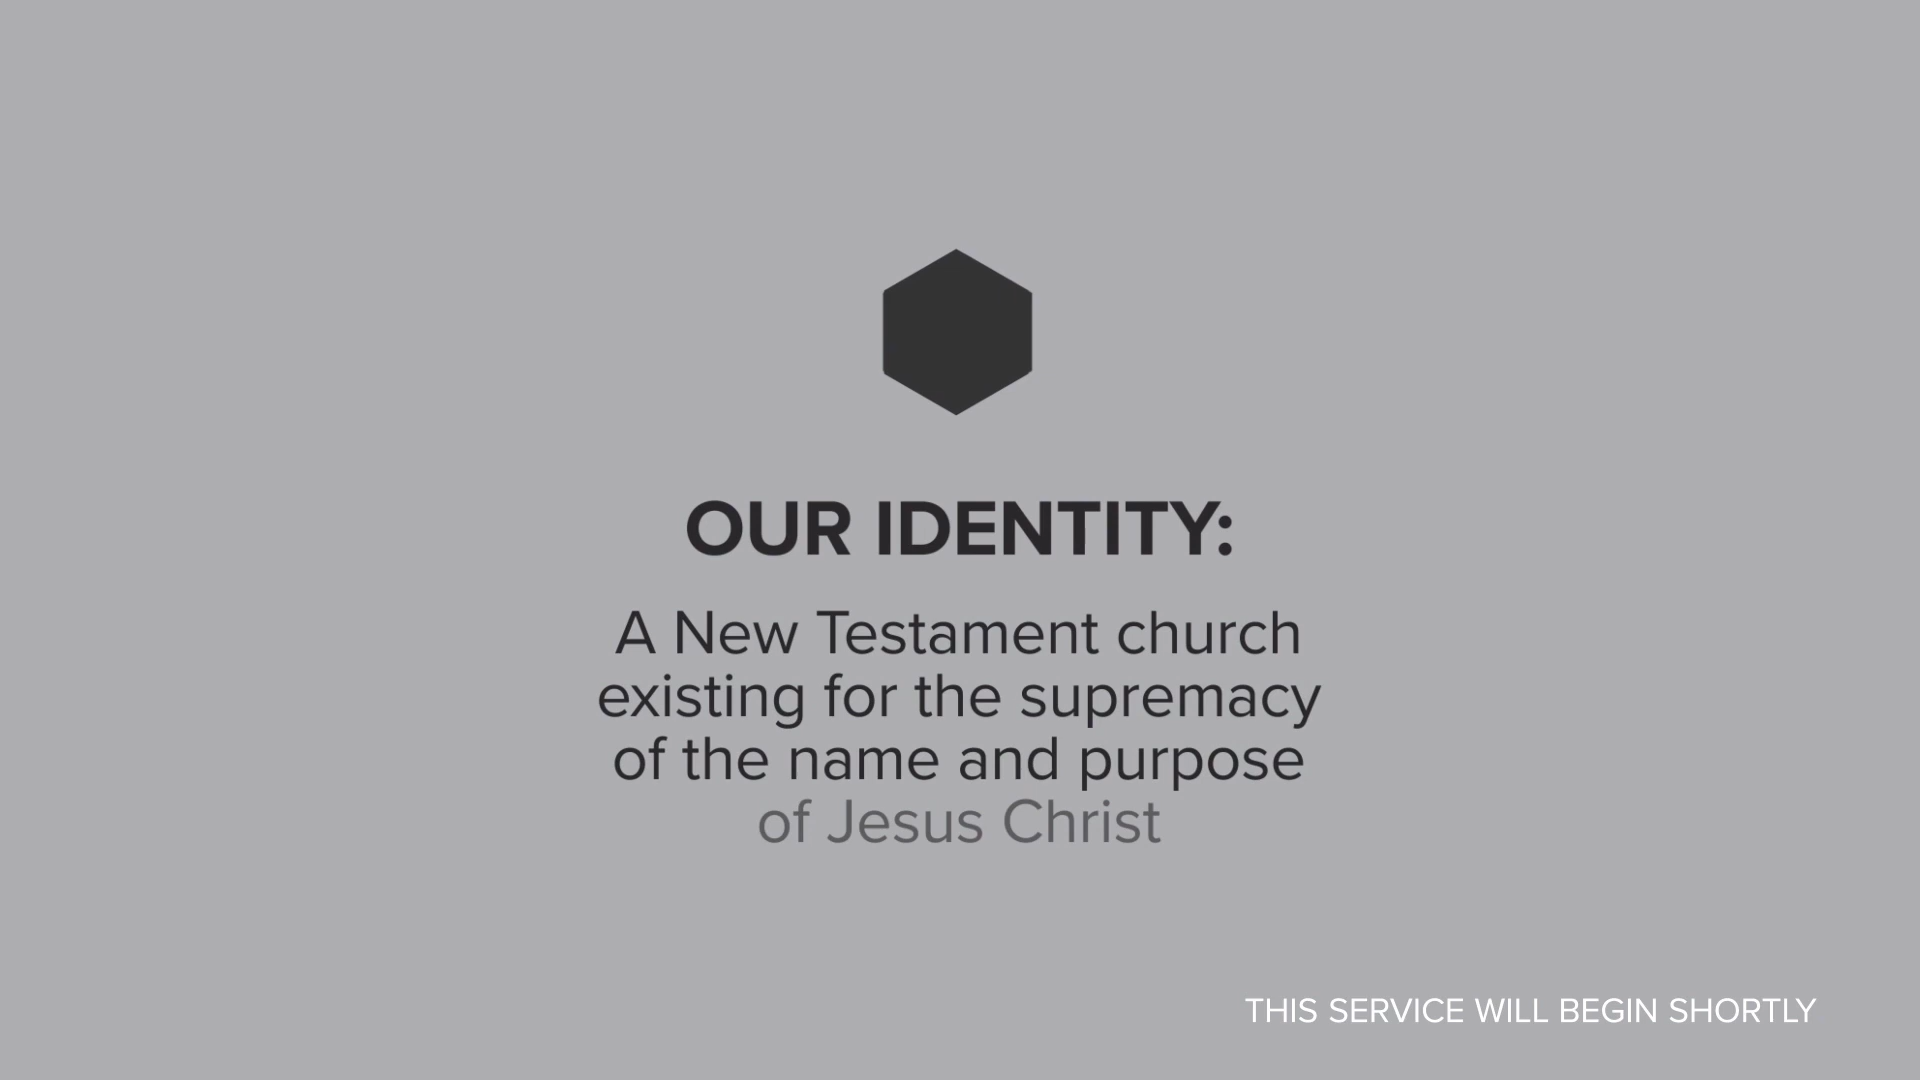 OUR IDENTITY:
A New Testament church
existing for the supremacy
of the name and purpose
of Jesus Christ
THIS SERVICE WILL BEGIN SHORTLY